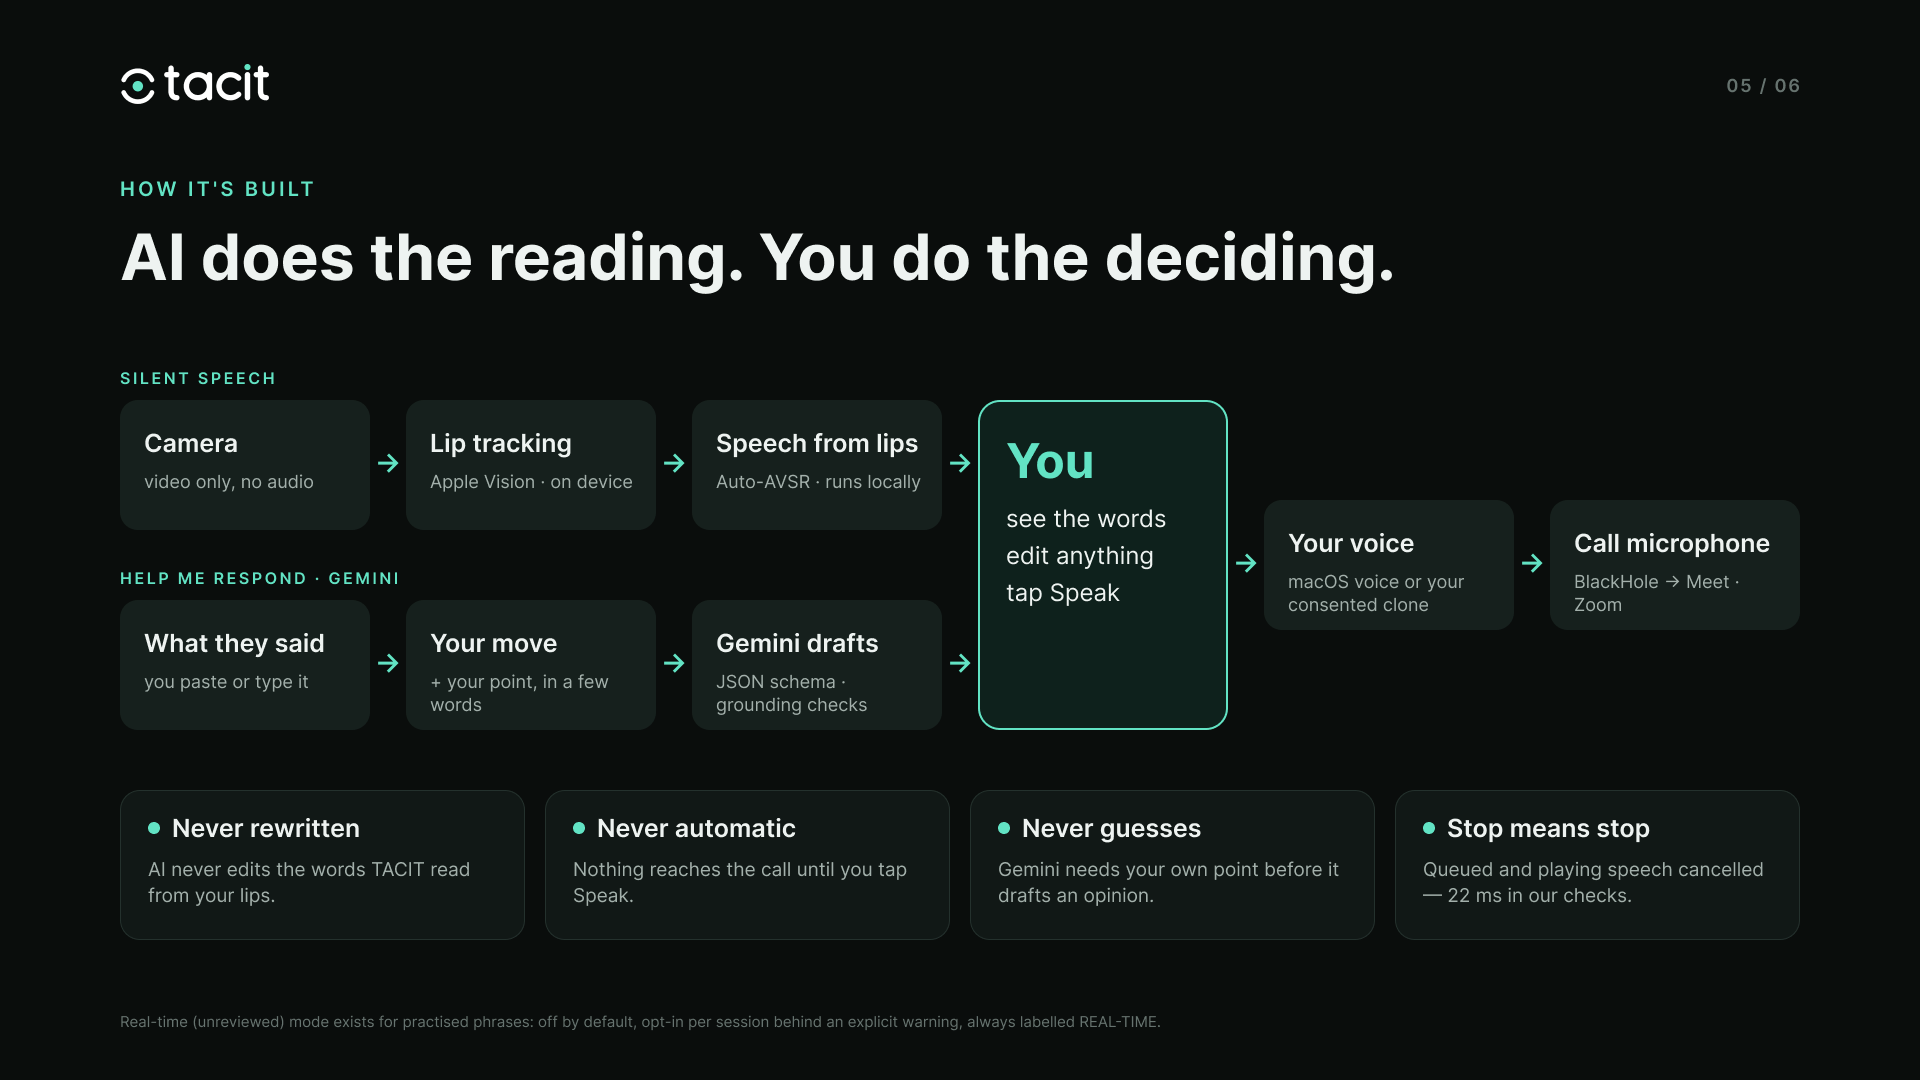 tacit
05 / 06
HOW IT'S BUILT
AI does the reading. You do the deciding.
SILENT SPEECH
Camera
video only, no audio
→
Lip tracking
Apple Vision · on device
→
Speech from lips
Auto-AVSR · runs locally
→
HELP ME RESPOND · GEMINI
What they said
you paste or type it
→
Your move
+ your point, in a few
words
→
Gemini drafts
JSON schema ·
grounding checks
→
You
see the words
edit anything
tap Speak
→
Your voice
macOS voice or your
consented clone
→
Call microphone
BlackHole → Meet ·
Zoom
Never rewritten
AI never edits the words TACIT read
from your lips.
Never automatic
Nothing reaches the call until you tap
Speak.
Never guesses
Gemini needs your own point before it
drafts an opinion.
Stop means stop
Queued and playing speech cancelled
— 22 ms in our checks.
Real-time (unreviewed) mode exists for practised phrases: off by default, opt-in per session behind an explicit warning, always labelled REAL-TIME.